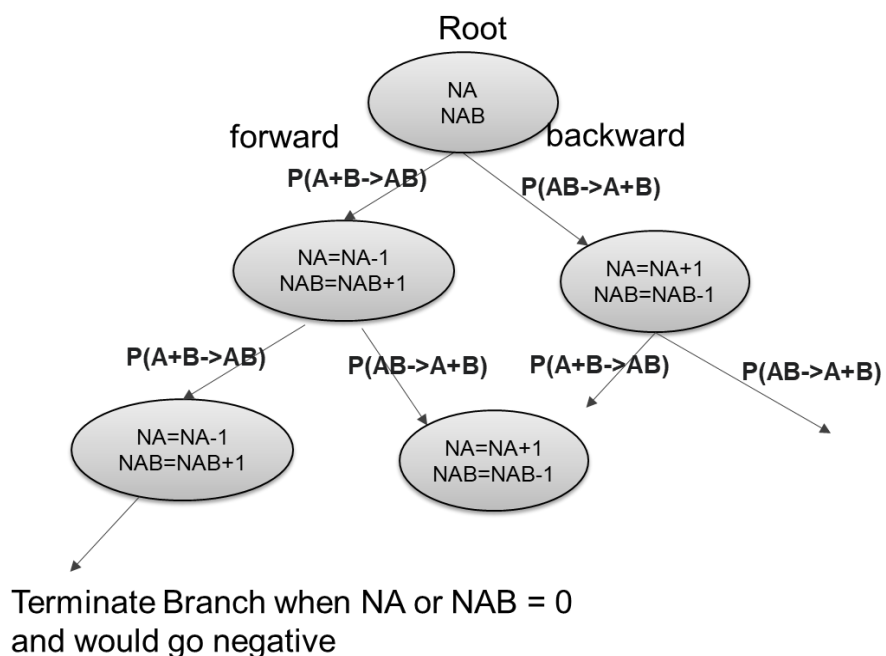 Root
NA
NAB
forward
backward
P(A+B->AB)
P(AB->A+B)
NA=NA-1
NAB=NAB+1
NA=NA+1
NAB=NAB-1
P(A+B->AB)
P(AB->A+B)
P(A+B->AB)
P(AB->A+B)
NA=NA-1
NAB=NAB+1
NA=NA+1
NAB=NAB-1
Terminate Branch when NA or NAB = 0
and would go negative